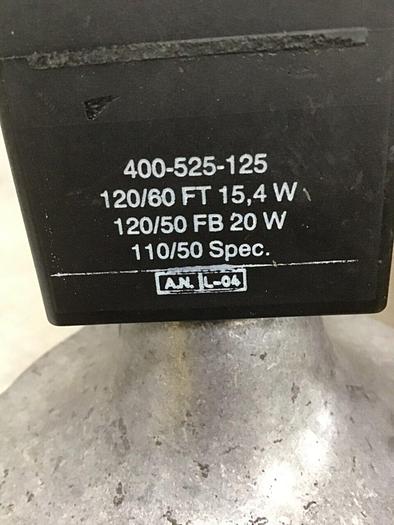 400-525-125
120/60 FT 15,4 W
120/50 FB 20 W
110/50 Spec.
A.N. L-04